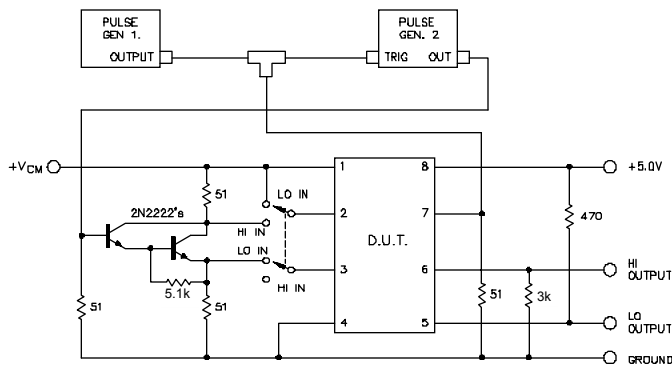 PULSE
GEN 1.
OUTPUT
PULSE
GEN. 2
TRIG OUT
+VCM
51
LO IN
2N2222's
HI IN
LO IN
HI IN
5.1k
51
51
1
2
3
4
D.U.T.
8
7
6
5
51
3k
470
+5.0V
HI
OUTPUT
LO
OUTPUT
GROUND